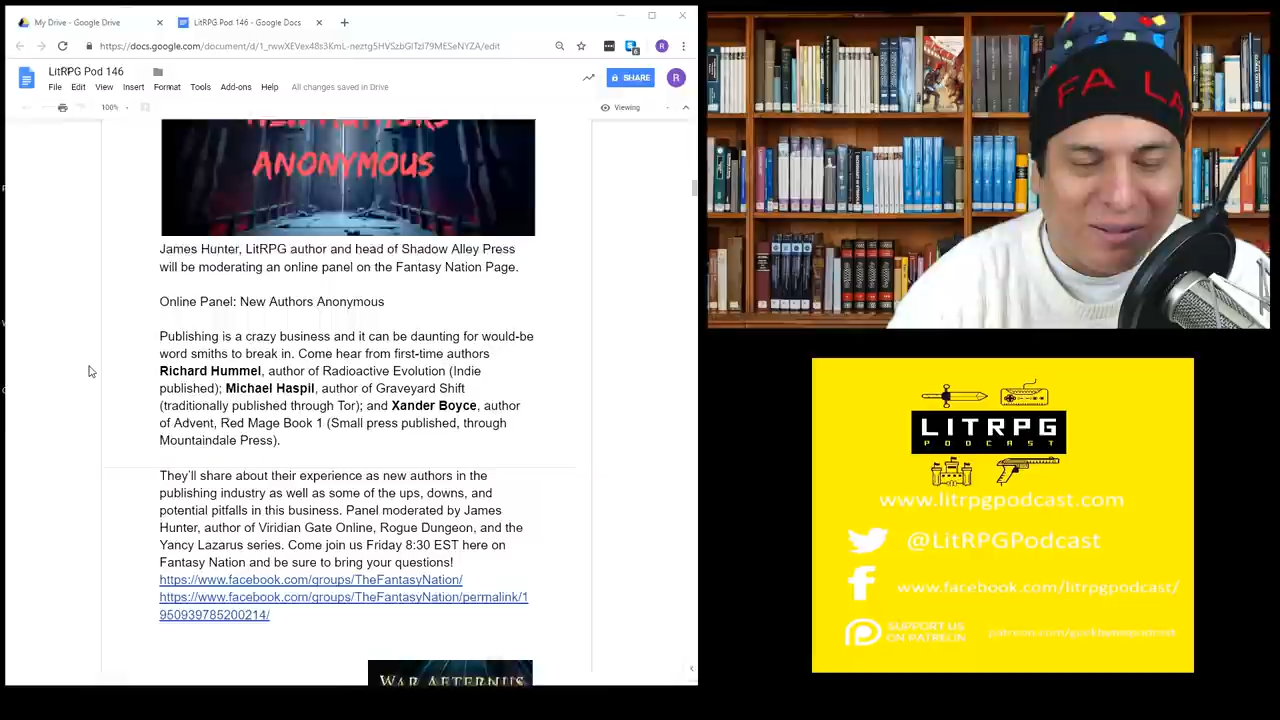 My Drive - Google Drive
LitRPG Pod 146 - Google Docs
LitRPG Pod 146
File Edit View Insert Format Tools Add-ons Help All changes saved in Drive
SHARE
R
100%
Viewing
ANONYMOUS
James Hunter, LitRPG author and head of Shadow Alley Press
will be moderating an online panel on the Fantasy Nation Page.
Online Panel: New Authors Anonymous
Publishing is a crazy business and it can be daunting for would-be
word smiths to break in. Come hear from first-time authors
Richard Hummel, author of Radioactive Evolution (Indie
published); Michael Haspil, author of Graveyard Shift
(traditionally published through Tor); and Xander Boyce, author
of Advent, Red Mage Book 1 (Small press published, through
Mountaindale Press).
They'll share about their experience as new authors in the
publishing industry as well as some of the ups, downs, and
potential pitfalls in this business. Panel moderated by James
Hunter, author of Viridian Gate Online, Rogue Dungeon, and the
Yancy Lazarus series. Come join us Friday 8:30 EST here on
Fantasy Nation and be sure to bring your questions!
https://www.facebook.com/groups/TheFantasyNation/
https://www.facebook.com/groups/TheFantasyNation/permalink/1
950939785200214/
WAR AETERNUS
FA LA
LITRPG
PODCAST
www.litrpgpodcast.com
@LitRPGPodcast
www.facebook.com/litrpgpodcast/
SUPPORT US
ON PATREON